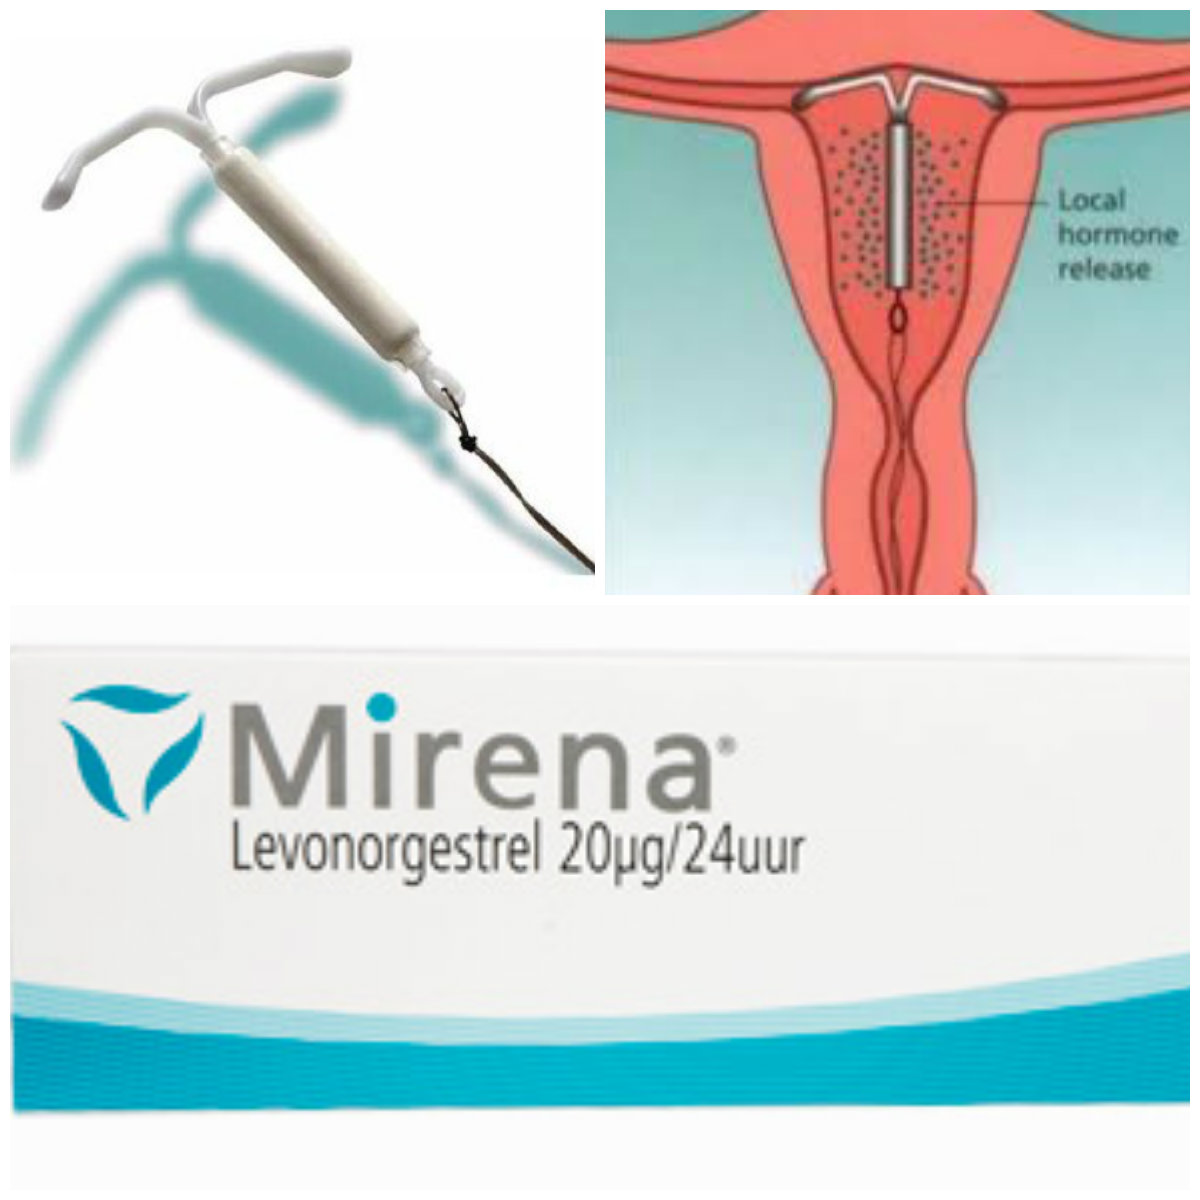 Local
hormone
release
Mirena®
Levonorgestrel 20µg/24uur